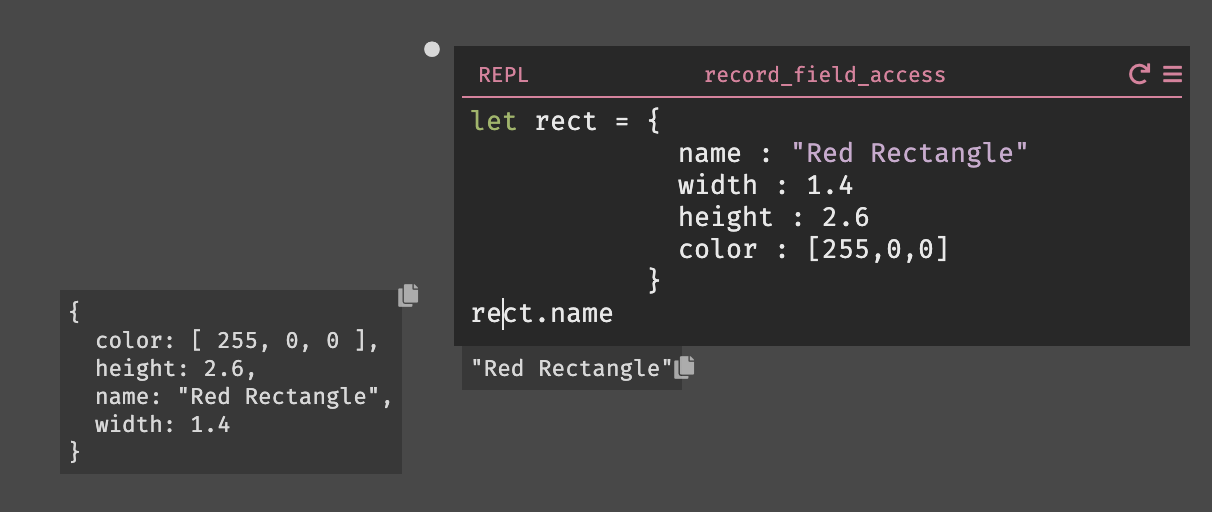 REPL record_field_access
let rect = {
name : "Red Rectangle"
width : 1.4
height : 2.6
color : [255,0,0]
}
rect.name
"Red Rectangle"
{
color: [ 255, 0, 0 ],
height: 2.6,
name: "Red Rectangle",
width: 1.4
}